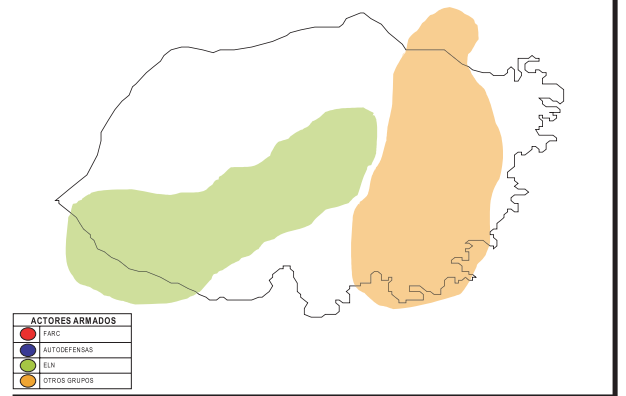 ACTORES ARMADOS
FARC
AUTODEFENSAS
ELN
OTROS GRUPOS